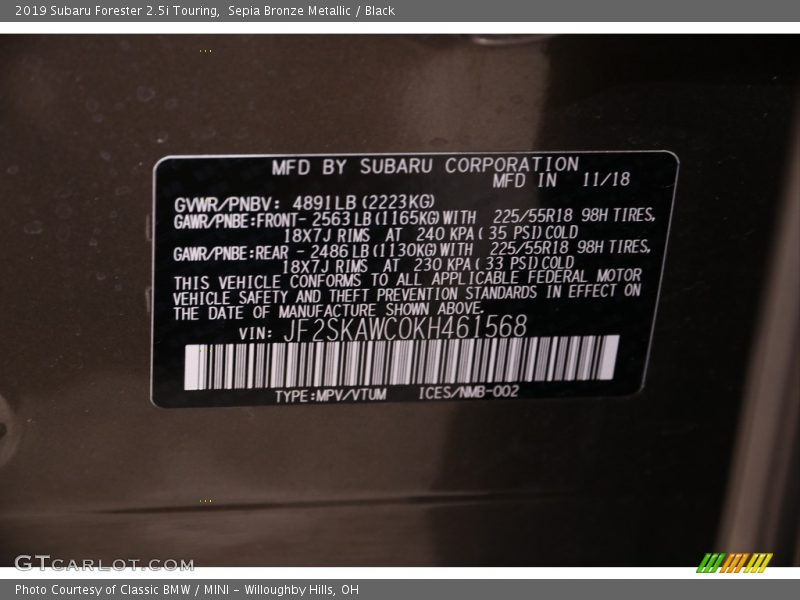 2019 Subaru Forester 2.5i Touring,  Sepia Bronze Metallic / Black
MFD BY SUBARU CORPORATION
MFD IN 11/18
GVWR/PNBV: 4891LB (2223KG)
GAWR/PNBE:FRONT- 2563LB (1165KG) WITH 225/55R18 98H TIRES,
18X7J RIMS AT 240 KPA ( 35 PSI) COLD
GAWR/PNBE:REAR - 2486LB (1130KG) WITH 225/55R18 98H TIRES,
18X7J RIMS AT 230 KPA ( 33 PSI) COLD
THIS VEHICLE CONFORMS TO ALL APPLICABLE FEDERAL MOTOR
VEHICLE SAFETY AND THEFT PREVENTION STANDARDS IN EFFECT ON
THE DATE OF MANUFACTURE SHOWN ABOVE.
VIN: JF2SKAWC0KH461568
TYPE:MPV/VTUM ICES/NMB-002
GTCARLOT.COM
Photo Courtesy of Classic BMW / MINI - Willoughby Hills, OH